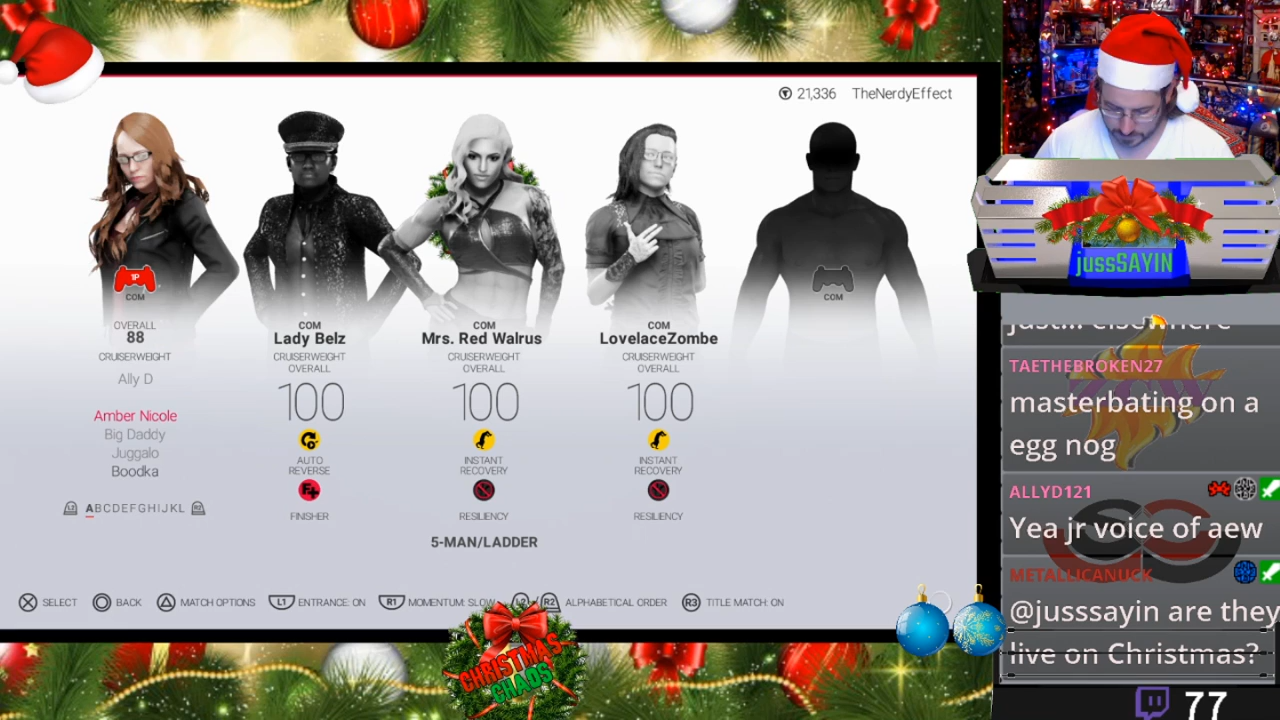 21,336 TheNerdyEffect
1P
COM
OVERALL
88
CRUISERWEIGHT
Ally D
Amber Nicole
Big Daddy
Juggalo
Boodka
L2 ABCDEFGHIJKL R2
COM
Lady Belz
CRUISERWEIGHT
OVERALL
100
AUTO
REVERSE
F+
FINISHER
COM
Mrs. Red Walrus
CRUISERWEIGHT
OVERALL
100
INSTANT
RECOVERY
RESILIENCY
COM
LovelaceZombe
CRUISERWEIGHT
OVERALL
100
INSTANT
RECOVERY
RESILIENCY
COM
5-MAN/LADDER
SELECT BACK MATCH OPTIONS L1 ENTRANCE: ON R1 MOMENTUM: SLOW L2 / R2 ALPHABETICAL ORDER R3 TITLE MATCH: ON
CHRISTMAS
CHAOS
jussSAYIN
just... elsewhere
TAETHEBROKEN27
masterbating on a
egg nog
ALLYD121
Yea jr voice of aew
METALLICANUCK
@jusssayin are they
live on Christmas?
77